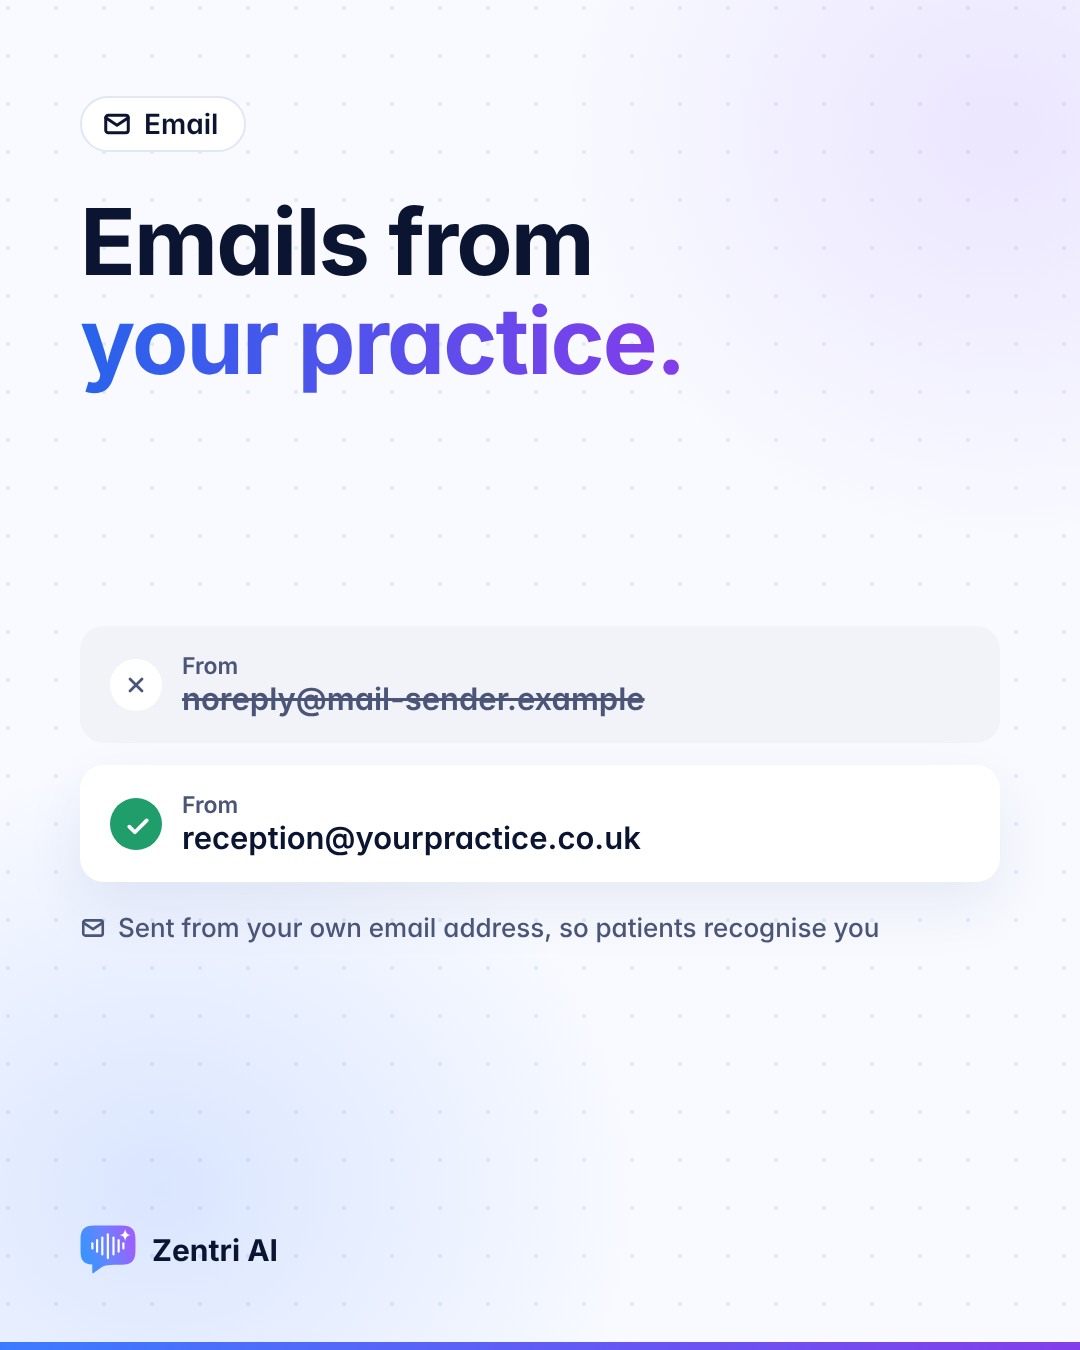 Email
Emails from
your practice.
From
noreply@mail-sender.example
From
reception@yourpractice.co.uk
Sent from your own email address, so patients recognise you
Zentri AI